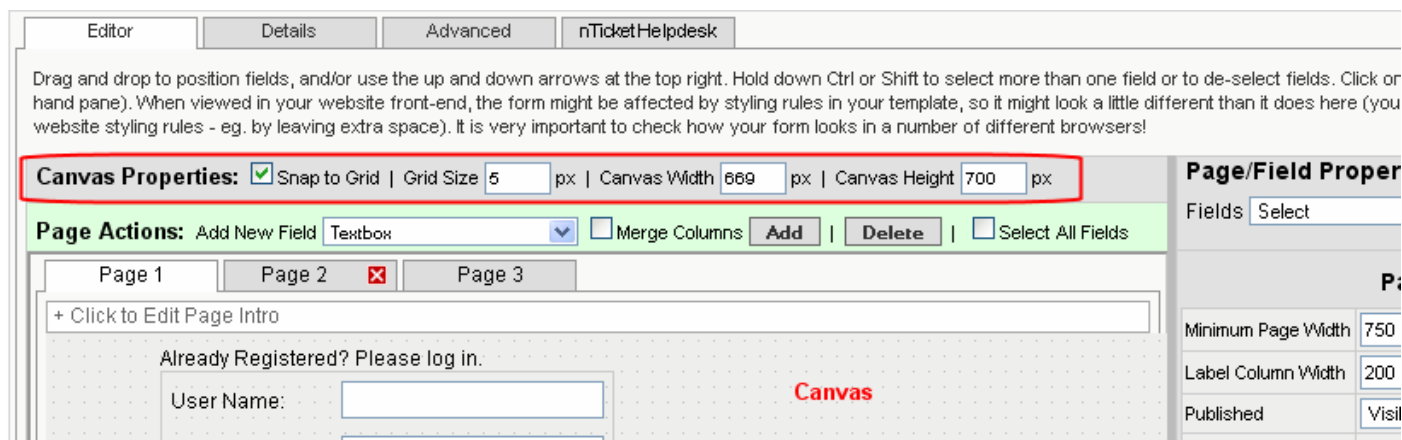 Editor Details Advanced nTicketHelpdesk
Drag and drop to position fields, and/or use the up and down arrows at the top right. Hold down Ctrl or Shift to select more than one field or to de-select fields. Click
hand pane). When viewed in your website front-end, the form might be affected by styling rules in your template, so it might look a little different than it does here (you
website styling rules - eg. by leaving extra space). It is very important to check how your form looks in a number of different browsers!
Canvas Properties: Snap to Grid | Grid Size 5 px | Canvas Width 669 px | Canvas Height 700 px
Page/Field Proper
Page Actions: Add New Field Textbox Merge Columns Add | Delete | Select All Fields
Fields Select
Page 1 Page 2 Page 3
+ Click to Edit Page Intro
Already Registered? Please log in.
User Name:
Canvas
Minimum Page Width 750
Label Column Width 200
Published